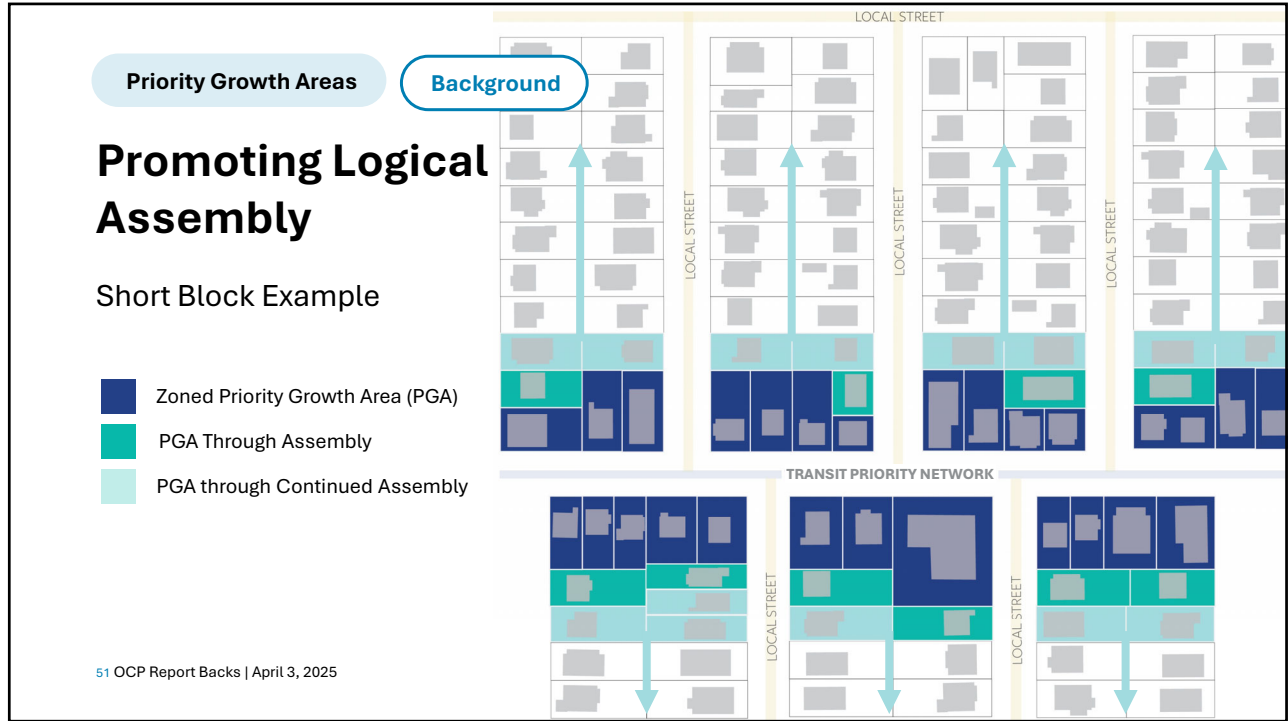 LOCAL STREET
Priority Growth Areas
Background
Promoting Logical
Assembly
Short Block Example
Zoned Priority Growth Area (PGA)
PGA Through Assembly
PGA through Continued Assembly
LOCAL STREET
LOCAL STREET
LOCAL STREET
TRANSIT PRIORITY NETWORK
LOCAL STREET
LOCAL STREET
51 OCP Report Backs | April 3, 2025